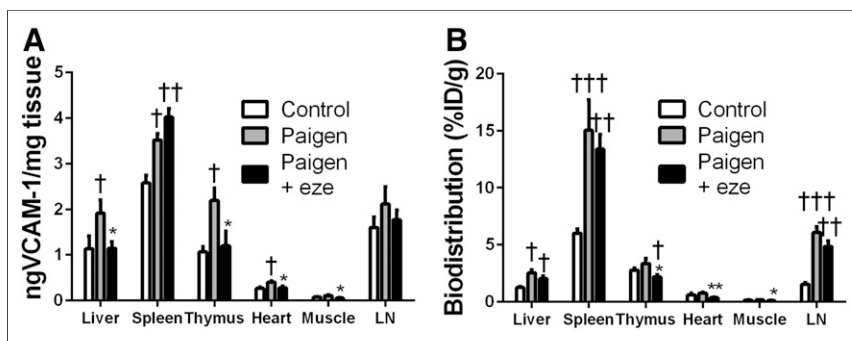 A
ngVCAM-1/mg tissue
5
4
3
2
1
0
†
*
†
††
†
*
†
*
*
Control
Paigen
Paigen
+ eze
Liver Spleen Thymus Heart Muscle LN
B
Biodistribution (%ID/g)
20
15
10
5
0
†
†
†††
††
†
*
**
*
†††
††
Control
Paigen
Paigen
+ eze
Liver Spleen Thymus Heart Muscle LN